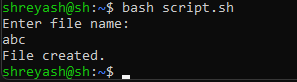 shreyash@sh:~$ bash script.sh
Enter file name:
abc
File created.
shreyash@sh:~$